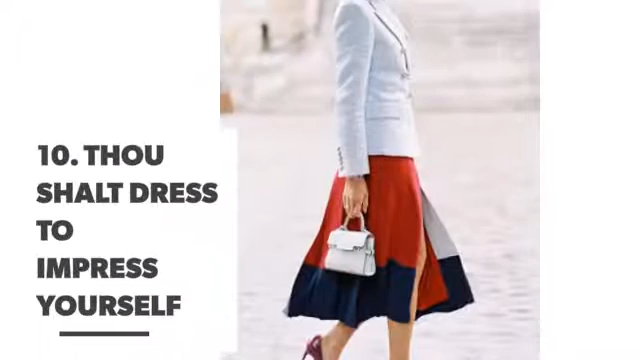 10. THOU
SHALT DRESS
TO
IMPRESS
YOURSELF